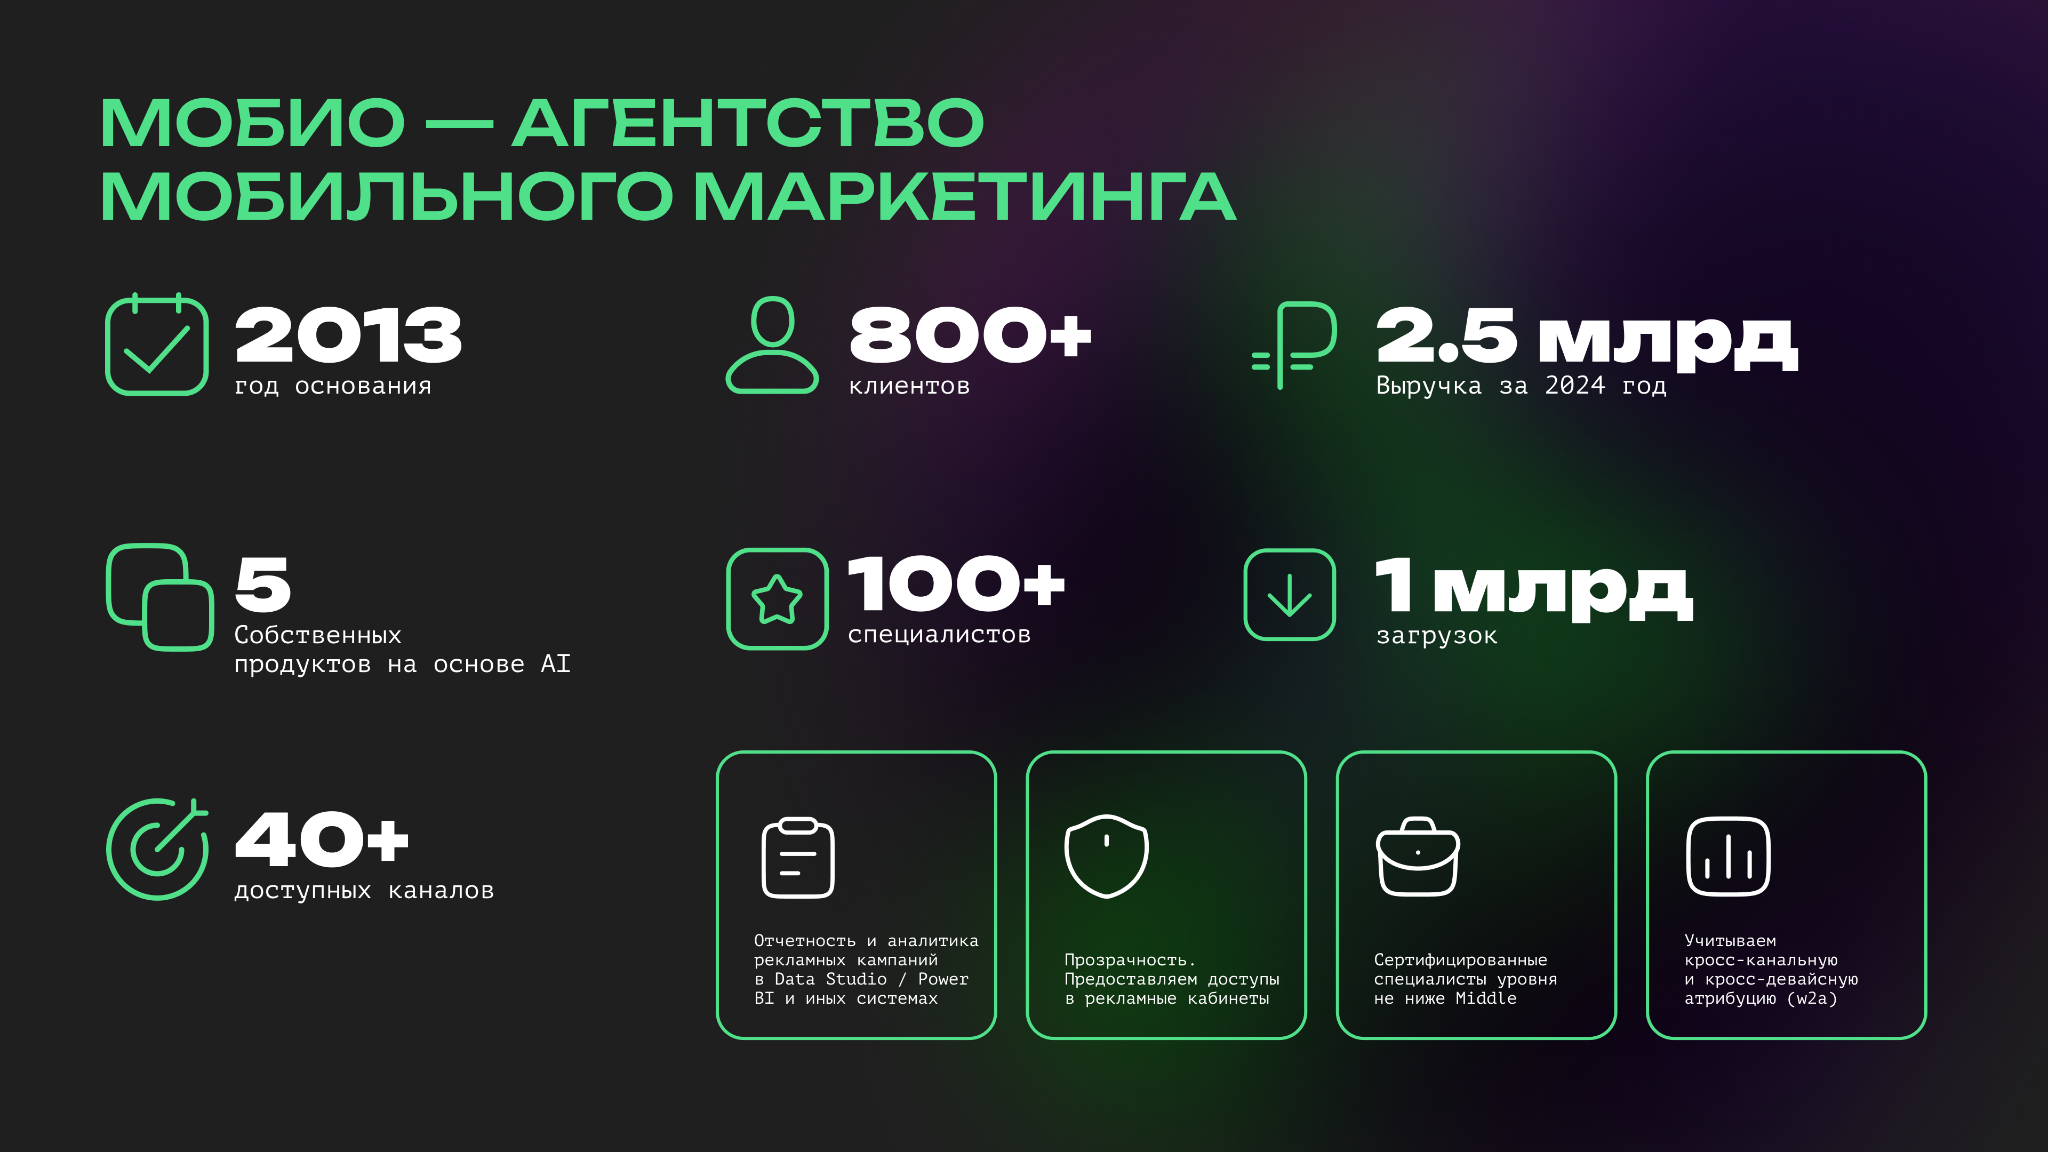 МОБИО — АГЕНТСТВО
МОБИЛЬНОГО МАРКЕТИНГА
2013
год основания
800+
клиентов
2.5 млрд
Выручка за 2024 год
5
Собственных
продуктов на основе AI
100+
специалистов
1 млрд
загрузок
40+
доступных каналов
Отчетность и аналитика
рекламных кампаний
в Data Studio / Power
BI и иных системах
Прозрачность.
Предоставляем доступы
в рекламные кабинеты
Сертифицированные
специалисты уровня
не ниже Middle
Учитываем
кросс-канальную
и кросс-девайсную
атрибуцию (w2a)